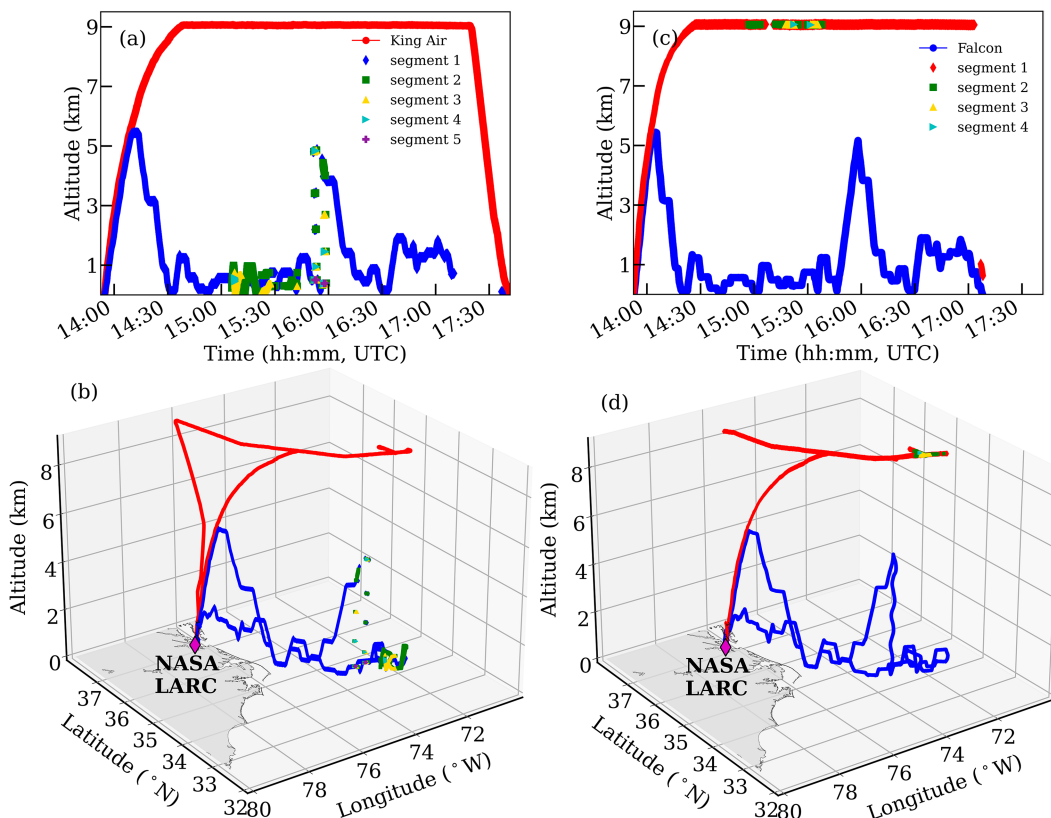 (a)
King Air
segment 1
segment 2
segment 3
segment 4
segment 5
9
7
5
3
1
Altitude (km)
14:00
14:30
15:00
15:30
16:00
16:30
17:00
17:30
Time (hh:mm, UTC)
(c)
Falcon
segment 1
segment 2
segment 3
segment 4
9
7
5
3
1
Altitude (km)
14:00
14:30
15:00
15:30
16:00
16:30
17:00
17:30
Time (hh:mm, UTC)
(b)
8
6
4
2
0
Altitude (km)
NASA
LARC
37
36
35
34
33
32
Latitude (°N)
80
78
76
74
72
Longitude (°W)
(d)
8
6
4
2
0
Altitude (km)
NASA
LARC
37
36
35
34
33
32
Latitude (°N)
80
78
76
74
72
Longitude (°W)